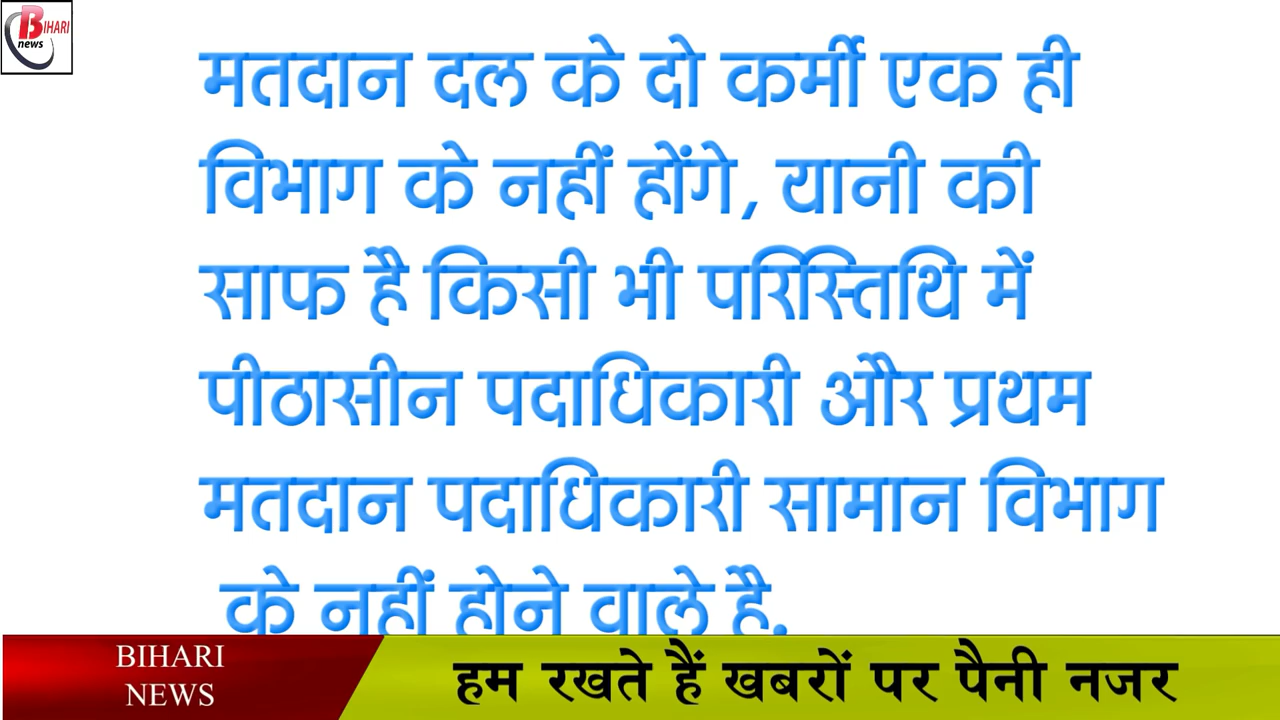 BIHARI
news
मतदान दल के दो कर्मी एक ही
विभाग के नहीं होंगे, यानी की
साफ है किसी भी परिस्तिथि में
पीठासीन पदाधिकारी और प्रथम
मतदान पदाधिकारी सामान विभाग
के नहीं होने वाले है.
BIHARI
NEWS
हम रखते हैं खबरों पर पैनी नजर